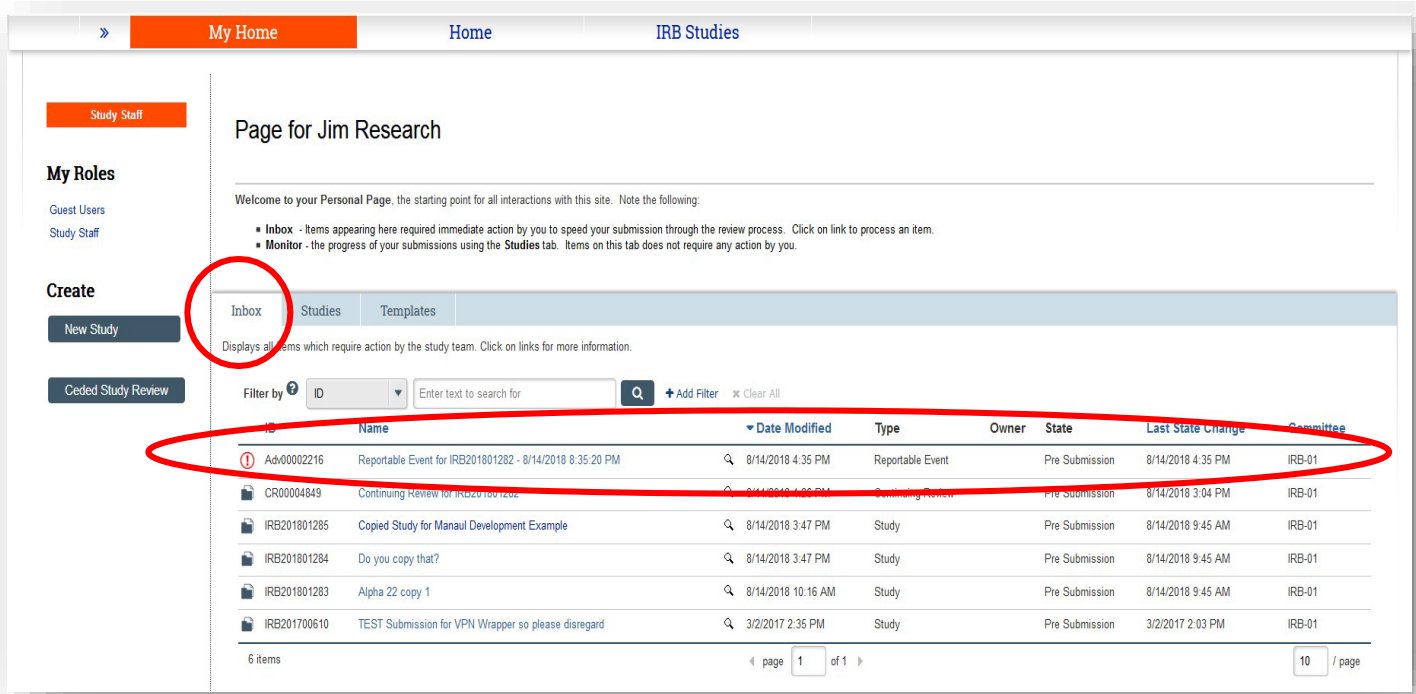 » My Home Home IRB Studies
Study Staff
Page for Jim Research
My Roles
Welcome to your Personal Page, the starting point for all interactions with this site. Note the following:
Guest Users
Study Staff
Inbox - Items appearing here required immediate action by you to speed your submission through the review process. Click on link to process an item.
Monitor - the progress of your submissions using the Studies tab. Items on this tab does not require any action by you.
Create
New Study
Ceded Study Review
Inbox Studies Templates
Displays all items which require action by the study team. Click on links for more information.
Filter by ? ID Enter text to search for + Add Filter × Clear All
ID Name Date Modified Type Owner State Last State Change Committee
Adv00002216 Reportable Event for IRB201801282 - 8/14/2018 8:35:20 PM 8/14/2018 4:35 PM Reportable Event Pre Submission 8/14/2018 4:35 PM IRB-01
CR00004849 Continuing Review for IRB201801282 8/14/2018 4:26 PM Continuing Review Pre Submission 8/14/2018 3:04 PM IRB-01
IRB201801285 Copied Study for Manaul Development Example 8/14/2018 3:47 PM Study Pre Submission 8/14/2018 9:45 AM IRB-01
IRB201801284 Do you copy that? 8/14/2018 3:47 PM Study Pre Submission 8/14/2018 9:45 AM IRB-01
IRB201801283 Alpha 22 copy 1 8/14/2018 10:16 AM Study Pre Submission 8/14/2018 9:45 AM IRB-01
IRB201700610 TEST Submission for VPN Wrapper so please disregard 3/2/2017 2:35 PM Study Pre Submission 3/2/2017 2:03 PM IRB-01
6 items page 1 of 1 10 / page